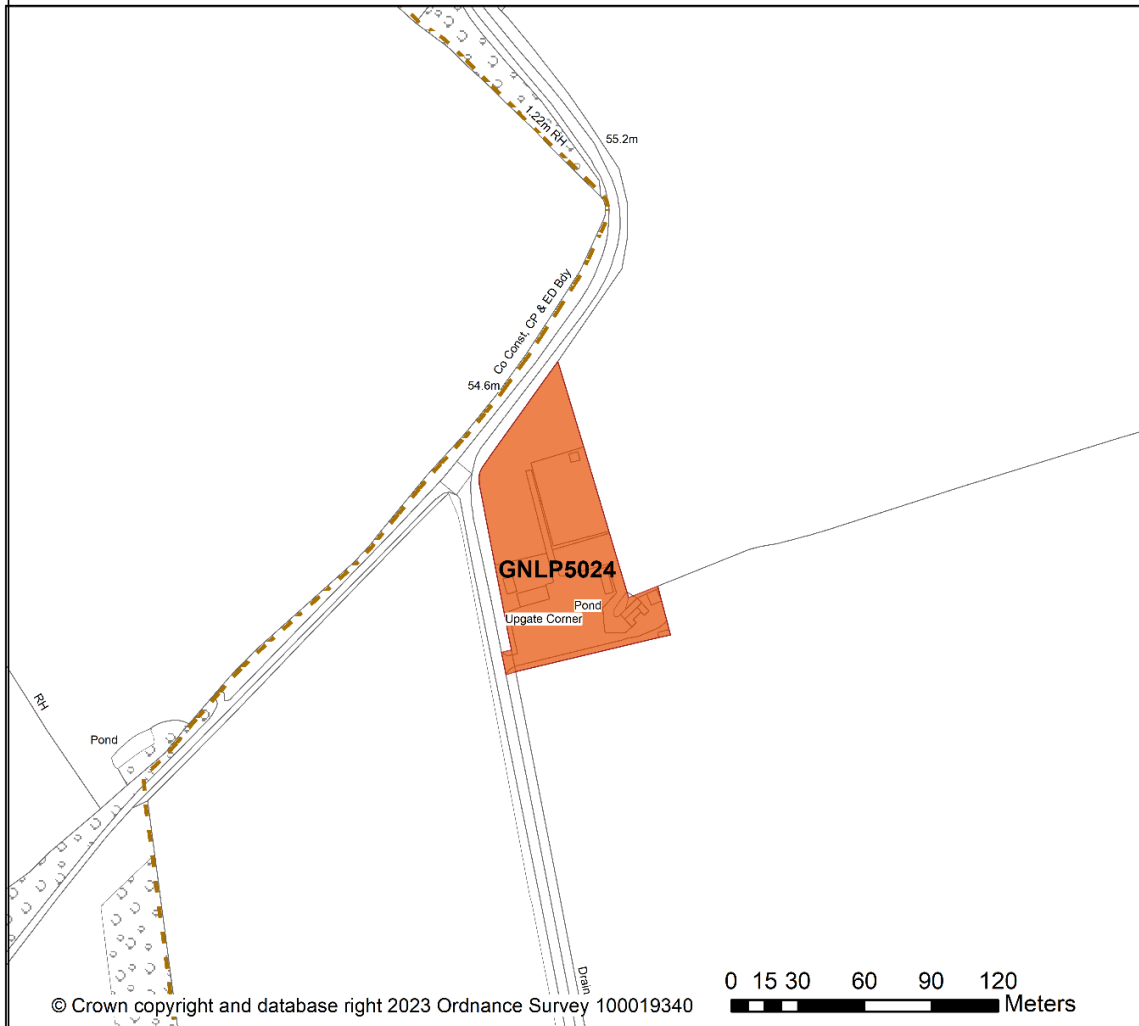 1.22m RH
55.2m
Co Const, CP & ED Bdy
54.6m
GNLP5024
Pond
Upgate Corner
RH
Pond
Drain
© Crown copyright and database right 2023 Ordnance Survey 100019340
0 15 30 60 90 120
Meters